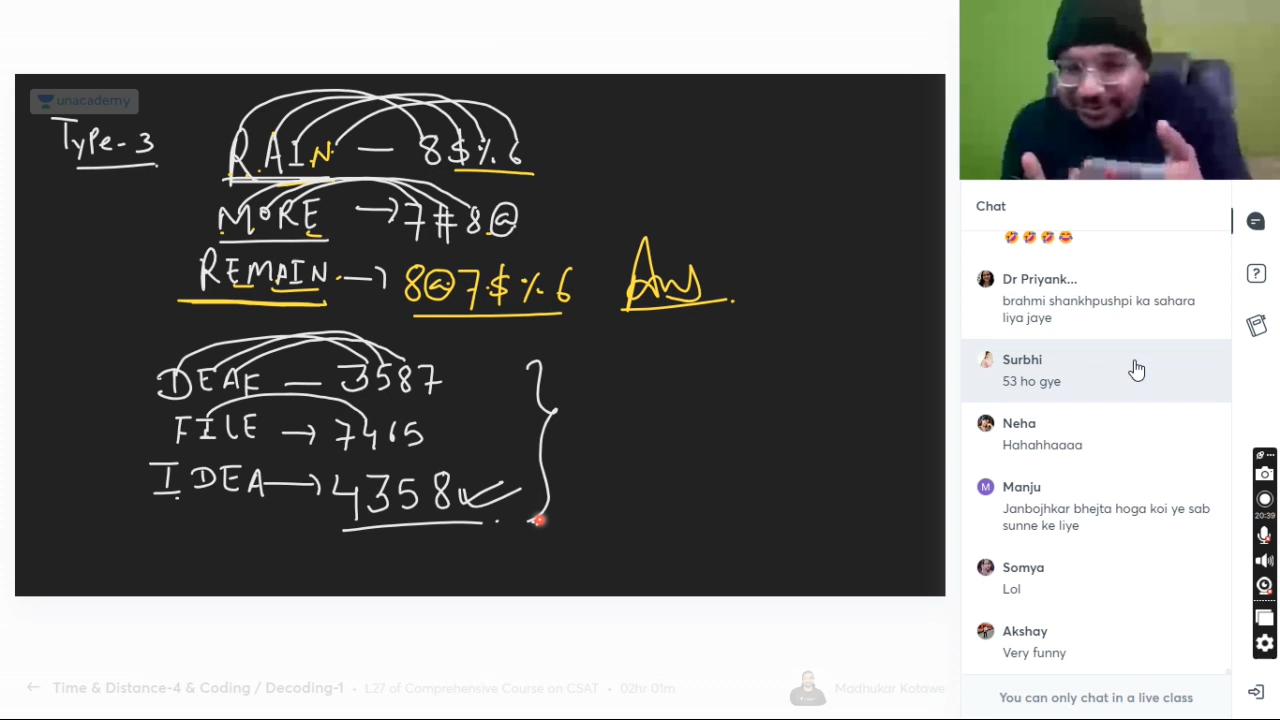 unacademy
Type-3
RAIN — 8$%6
MORE → 7#8@
REMAIN → 8@7$%6 Ans
DEAF — 3587
FILE → 7465
IDEA → 4358
Chat
🤣🤣🤣😂
Dr Priyank...
brahmi shankhpushpi ka sahara
liya jaye
Surbhi
53 ho gye
Neha
Hahahhaaaa
M Manju
Janbojhkar bhejta hoga koi ye sab
sunne ke liye
Somya
Lol
Akshay
Very funny
You can only chat in a live class
20:39
← Time & Distance-4 & Coding / Decoding-1 • L27 of Comprehensive Course on CSAT • 02hr 01m
Madhukar Kotawe